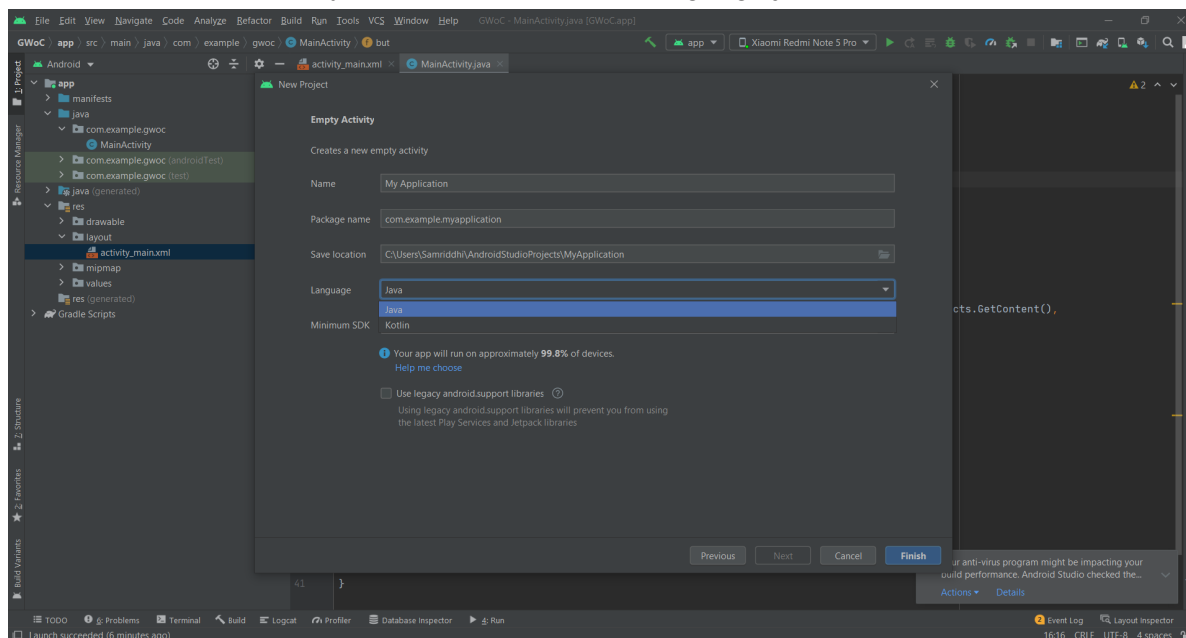 File Edit View Navigate Code Analyze Refactor Build Run Tools VCS Window Help GWoC - MainActivity.java [GWoC.app]
GWoC app src main java com example gwoc MainActivity but app Xiaomi Redmi Note 5 Pro
Android activity_main.xml MainActivity.java
1: Project
Resource Manager
Z: Structure
2: Favorites
Build Variants
app
manifests
java
com.example.gwoc
MainActivity
com.example.gwoc (androidTest)
com.example.gwoc (test)
java (generated)
res
drawable
layout
activity_main.xml
mipmap
values
res (generated)
Gradle Scripts
New Project
2
Empty Activity
Creates a new empty activity
Name My Application
Package name com.example.myapplication
Save location C:\Users\Samriddhi\AndroidStudioProjects\MyApplication
Language Java
Java
Minimum SDK Kotlin
Your app will run on approximately 99.8% of devices.
Help me choose
Use legacy android.support libraries
Using legacy android.support libraries will prevent you from using
the latest Play Services and Jetpack libraries
cts.GetContent(),
Previous Next Cancel Finish
41 }
ur anti-virus program might be impacting your
build performance. Android Studio checked the...
Actions Details
TODO 6: Problems Terminal Build Logcat Profiler Database Inspector 4: Run 2 Event Log Layout Inspector
Launch succeeded (6 minutes ago) 16:16 CRLF UTF-8 4 spaces